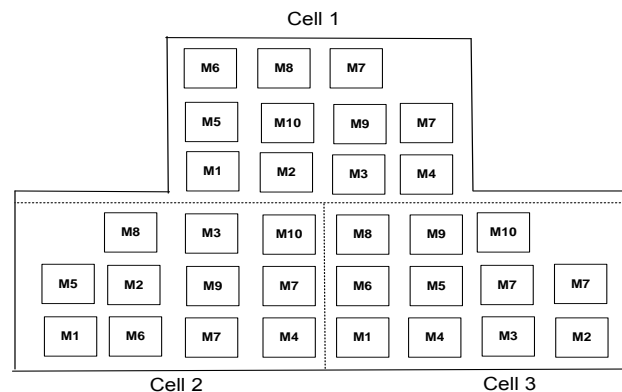 Cell 1
M6 M8 M7
M5 M10 M9 M7
M1 M2 M3 M4
M8 M3 M10 M8 M9 M10
M5 M2 M9 M7 M6 M5 M7 M7
M1 M6 M7 M4 M1 M4 M3 M2
Cell 2 Cell 3